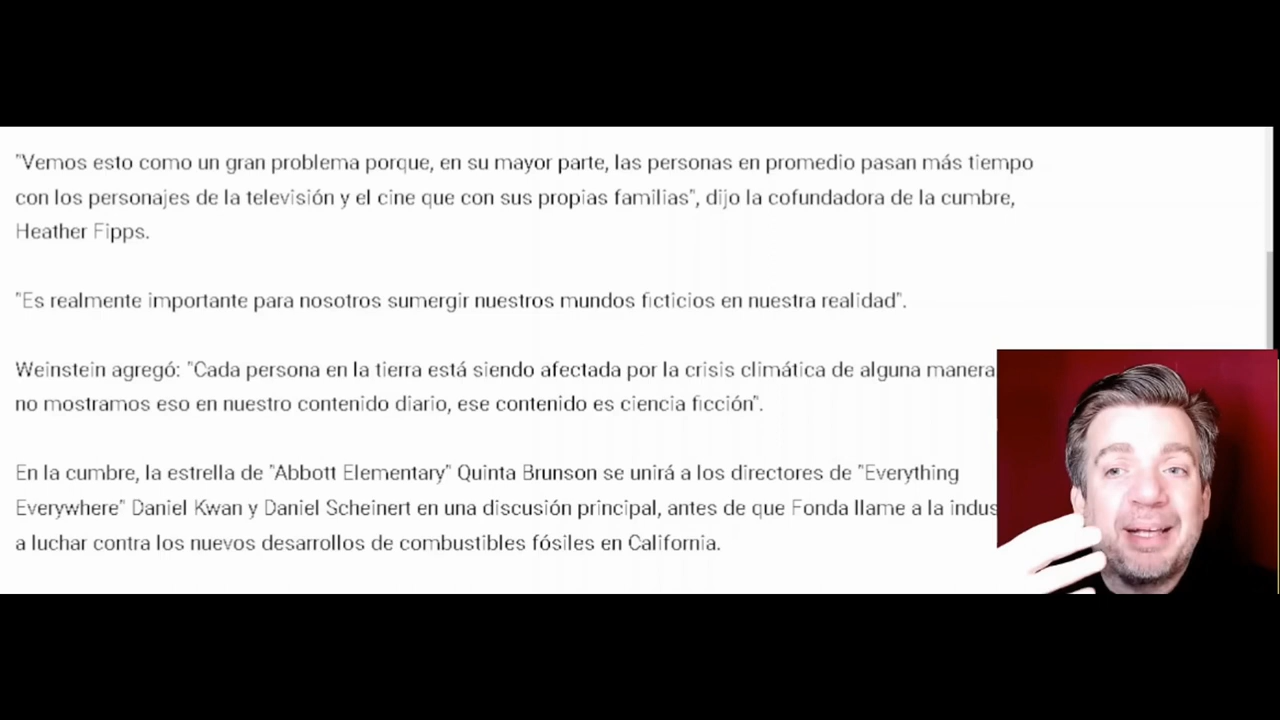 "Vemos esto como un gran problema porque, en su mayor parte, las personas en promedio pasan más tiempo
con los personajes de la televisión y el cine que con sus propias familias", dijo la cofundadora de la cumbre,
Heather Fipps.
"Es realmente importante para nosotros sumergir nuestros mundos ficticios en nuestra realidad".
Weinstein agregó: "Cada persona en la tierra está siendo afectada por la crisis climática de alguna manera
no mostramos eso en nuestro contenido diario, ese contenido es ciencia ficción".
En la cumbre, la estrella de "Abbott Elementary" Quinta Brunson se unirá a los directores de "Everything
Everywhere" Daniel Kwan y Daniel Scheinert en una discusión principal, antes de que Fonda llame a la indus
a luchar contra los nuevos desarrollos de combustibles fósiles en California.